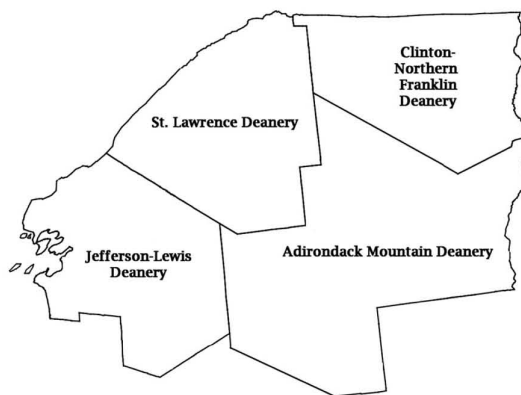 Clinton-
Northern
Franklin
Deanery
St. Lawrence Deanery
Jefferson-Lewis
Deanery
Adirondack Mountain Deanery